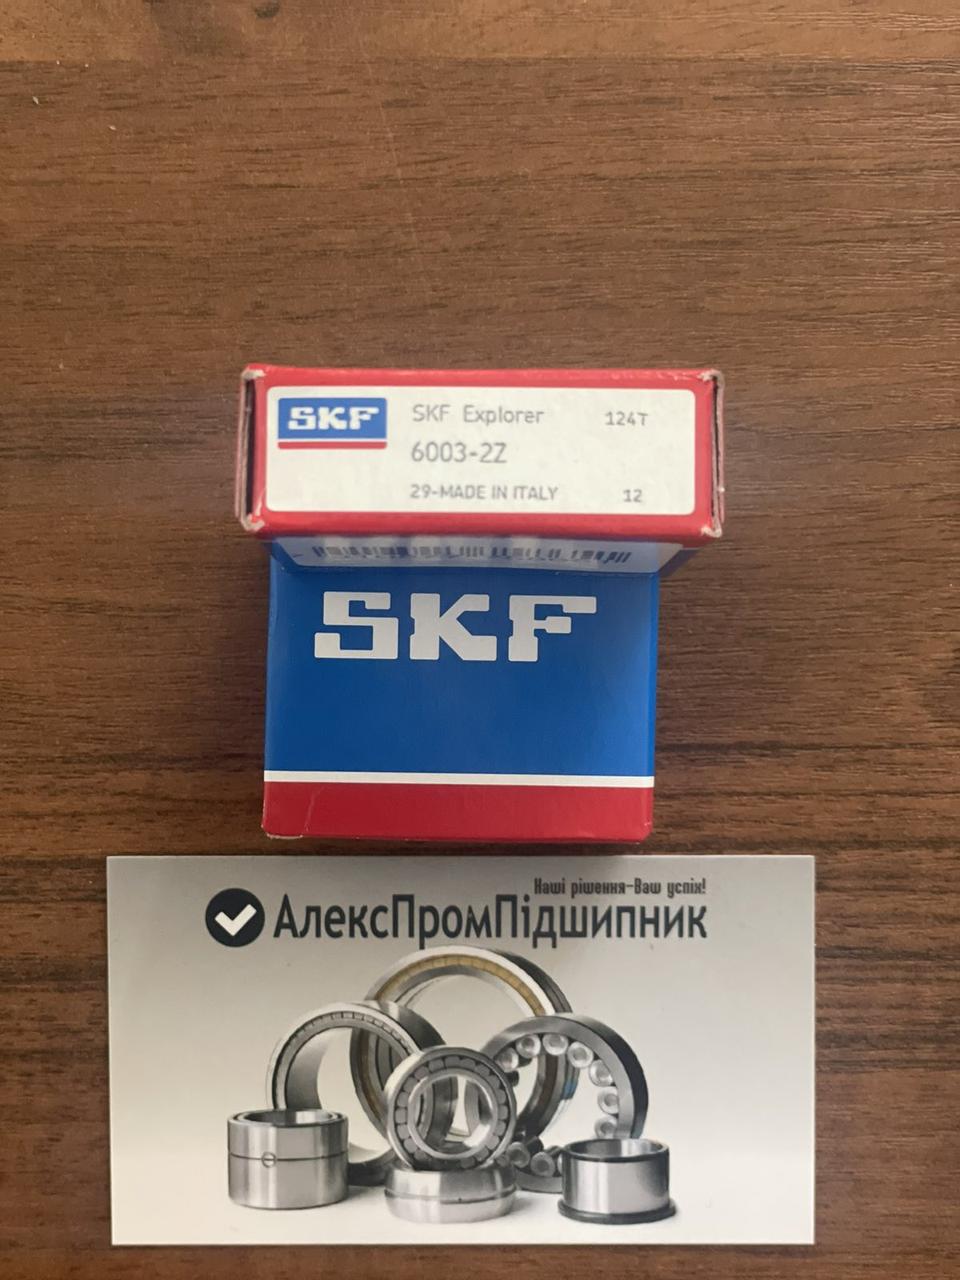 SKF
SKF Explorer
124T
6003-2Z
29-MADE IN ITALY
12
SKF
Наші рішення-Ваш успіх!
АлексПромПідшипник